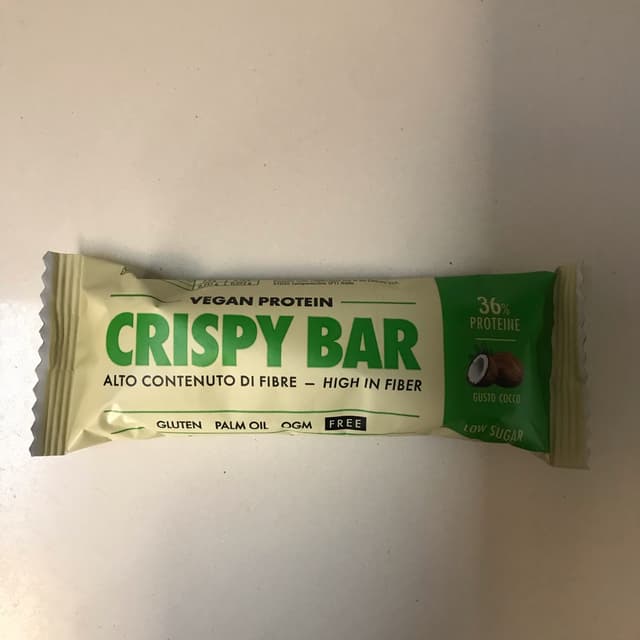 VEGAN PROTEIN
CRISPY BAR
ALTO CONTENUTO DI FIBRE – HIGH IN FIBER
GLUTEN PALM OIL OGM FREE
36%
PROTEINE
GUSTO COCCO
LOW SUGAR